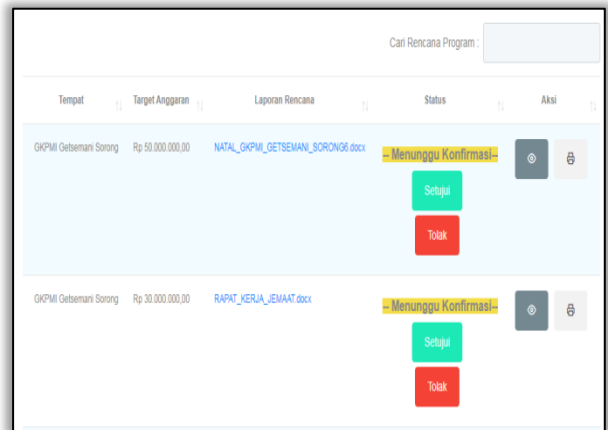 Cari Rencana Program :
Tempat Target Anggaran Laporan Rencana Status Aksi
GKPMI Getsemani Sorong Rp 50.000.000,00 NATAL_GKPMI_GETSEMANI_SORONG6.docx -- Menunggu Konfirmasi--
Setujui
Tolak
GKPMI Getsemani Sorong Rp 30.000.000,00 RAPAT_KERJA_JEMAAT.docx -- Menunggu Konfirmasi--
Setujui
Tolak